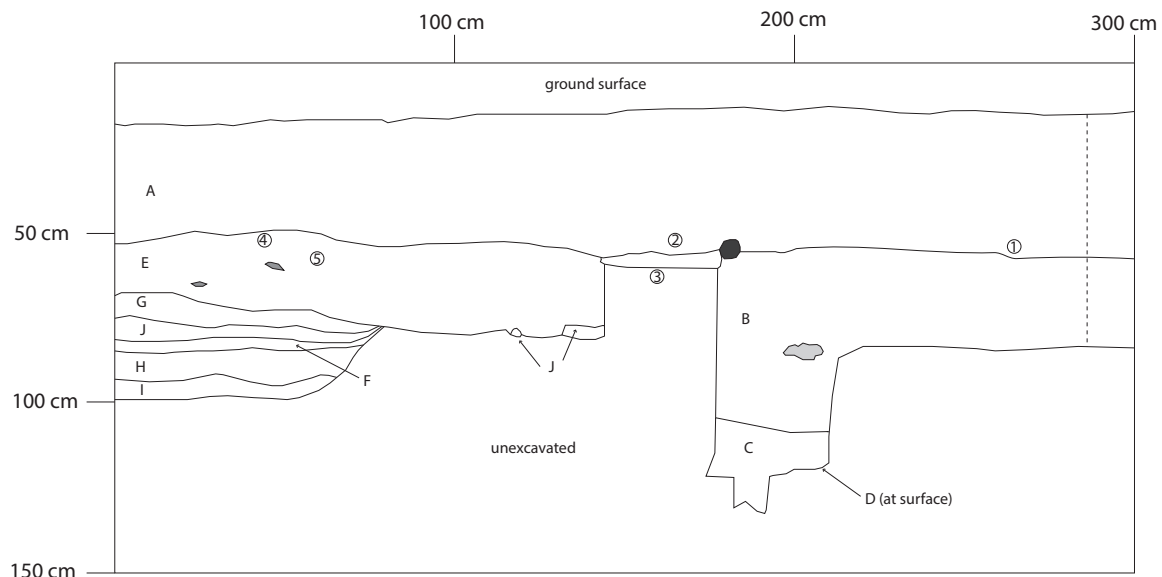 100 cm
200 cm
300 cm
ground surface
A
50 cm
④
②
①
E
⑤
③
G
B
J
H
J
F
I
100 cm
unexcavated
C
D (at surface)
150 cm